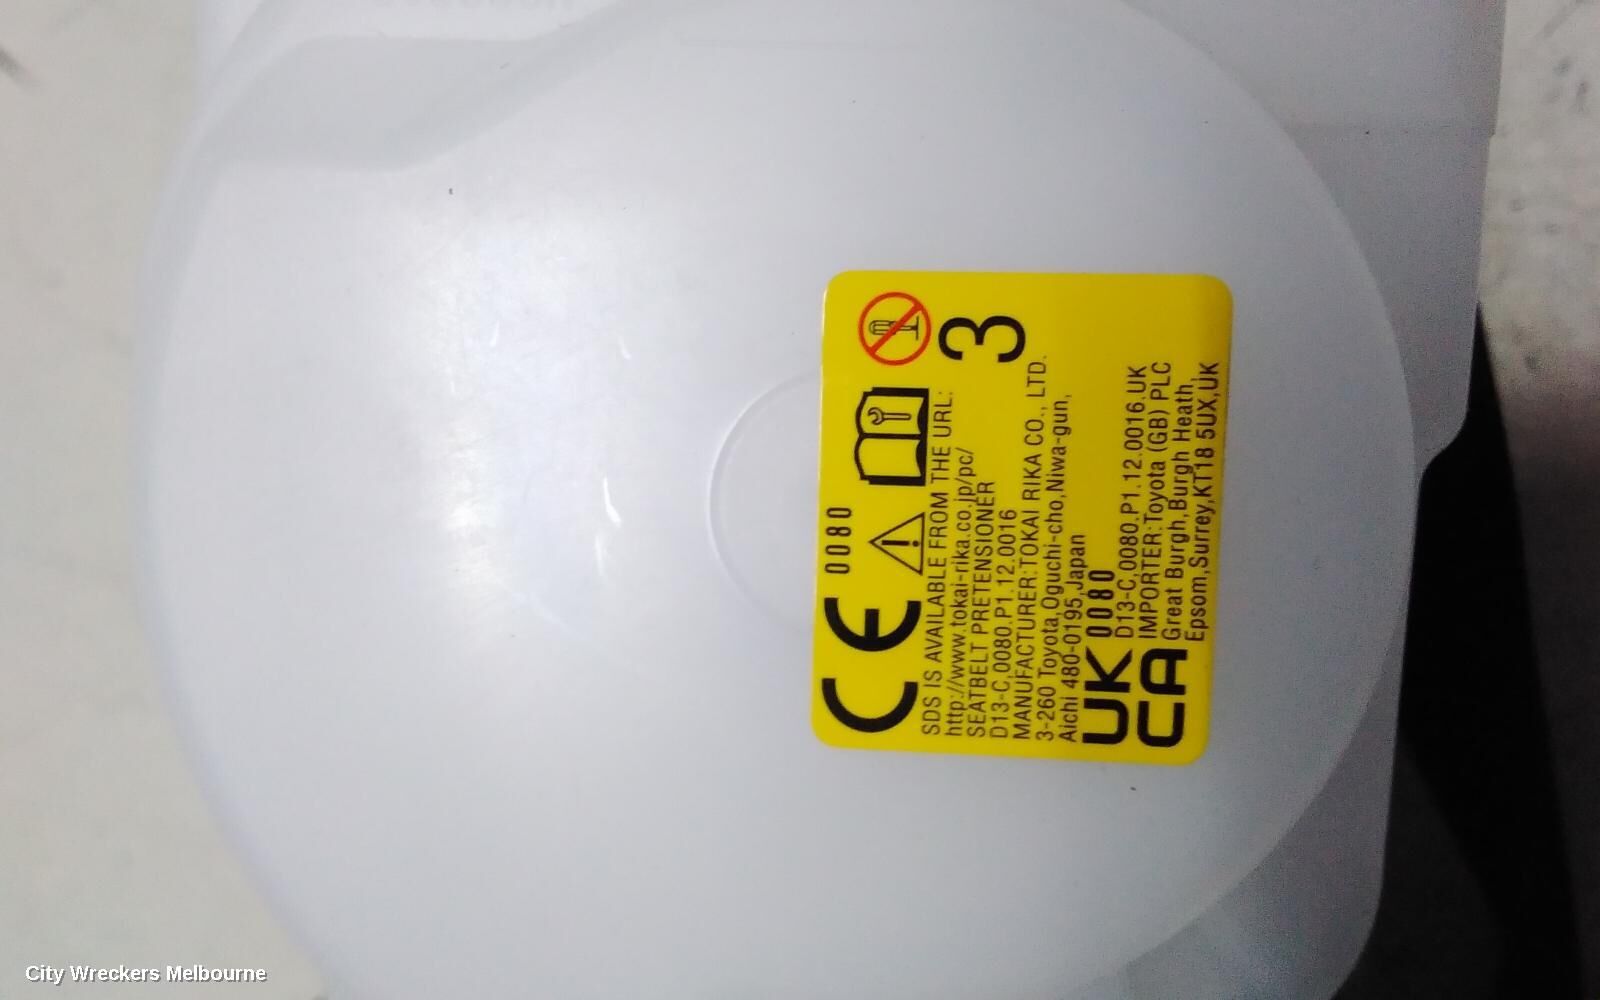 CE 0080
3
SDS IS AVAILABLE FROM THE URL:
http://www.tokai-rika.co.jp/pc/
SEATBELT PRETENSIONER
D13-C,0080.P1.12.0016
MANUFACTURER:TOKAI RIKA CO., LTD.
3-260 Toyota,Oguchi-cho,Niwa-gun,
Aichi 480-0195,Japan
UK
CA
0080
D13-C,0080.P1.12.0016.UK
IMPORTER:Toyota (GB) PLC
Great Burgh,Burgh Heath,
Epsom,Surrey,KT18 5UX,UK
City Wreckers Melbourne